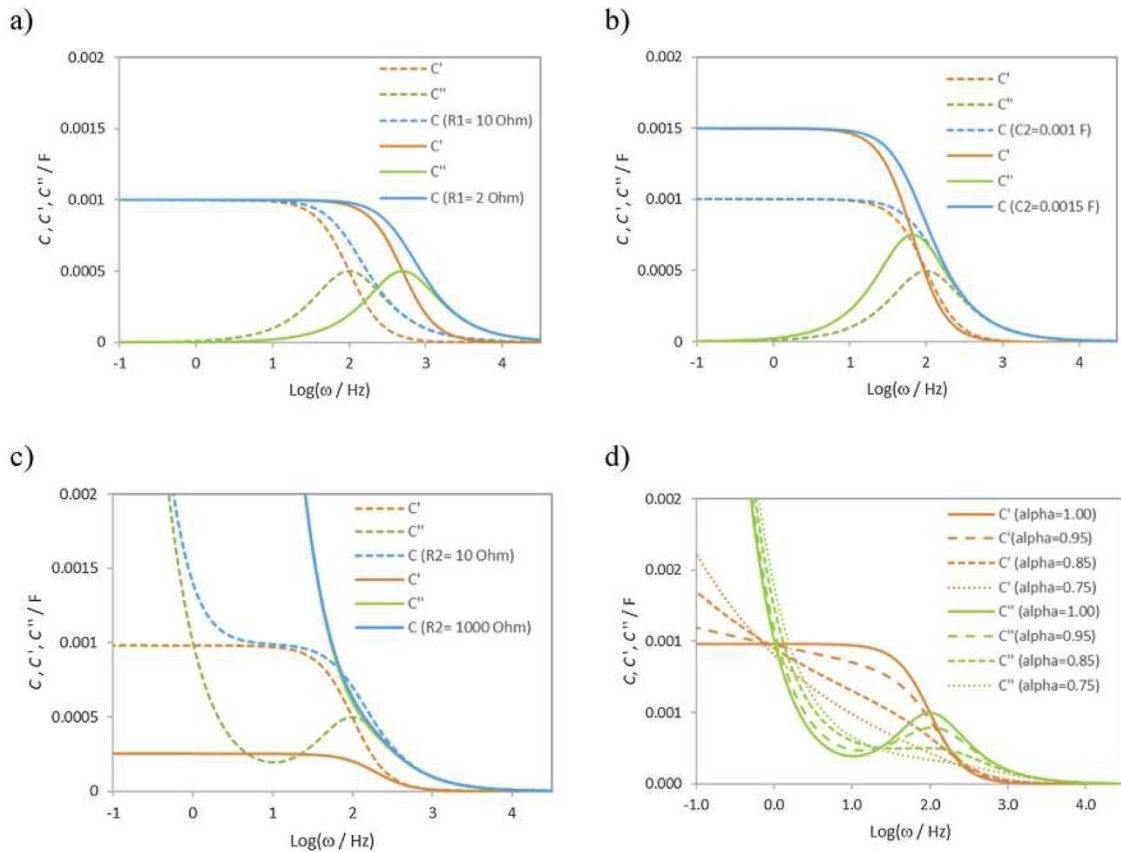 a)
0.002
0.0015
0.001
0.0005
0
C, C', C'' / F
-1 0 1 2 3 4
Log(ω / Hz)
C'
C"
C (R1= 10 Ohm)
C'
C"
C (R1= 2 Ohm)
b)
0.002
0.0015
0.001
0.0005
0
C, C', C'' / F
-1 0 1 2 3 4
Log(ω / Hz)
C'
C"
C (C2=0.001 F)
C'
C"
C (C2=0.0015 F)
c)
0.002
0.0015
0.001
0.0005
0
C, C', C'' / F
-1 0 1 2 3 4
Log(ω / Hz)
C'
C"
C (R2= 10 Ohm)
C'
C"
C (R2= 1000 Ohm)
d)
0.002
0.002
0.001
0.001
0.000
C, C', C'' / F
-1.0 0.0 1.0 2.0 3.0 4.0
Log(ω / Hz)
C' (alpha=1.00)
C'(alpha=0.95)
C' (alpha=0.85)
C' (alpha=0.75)
C" (alpha=1.00)
C"(alpha=0.95)
C" (alpha=0.85)
C" (alpha=0.75)